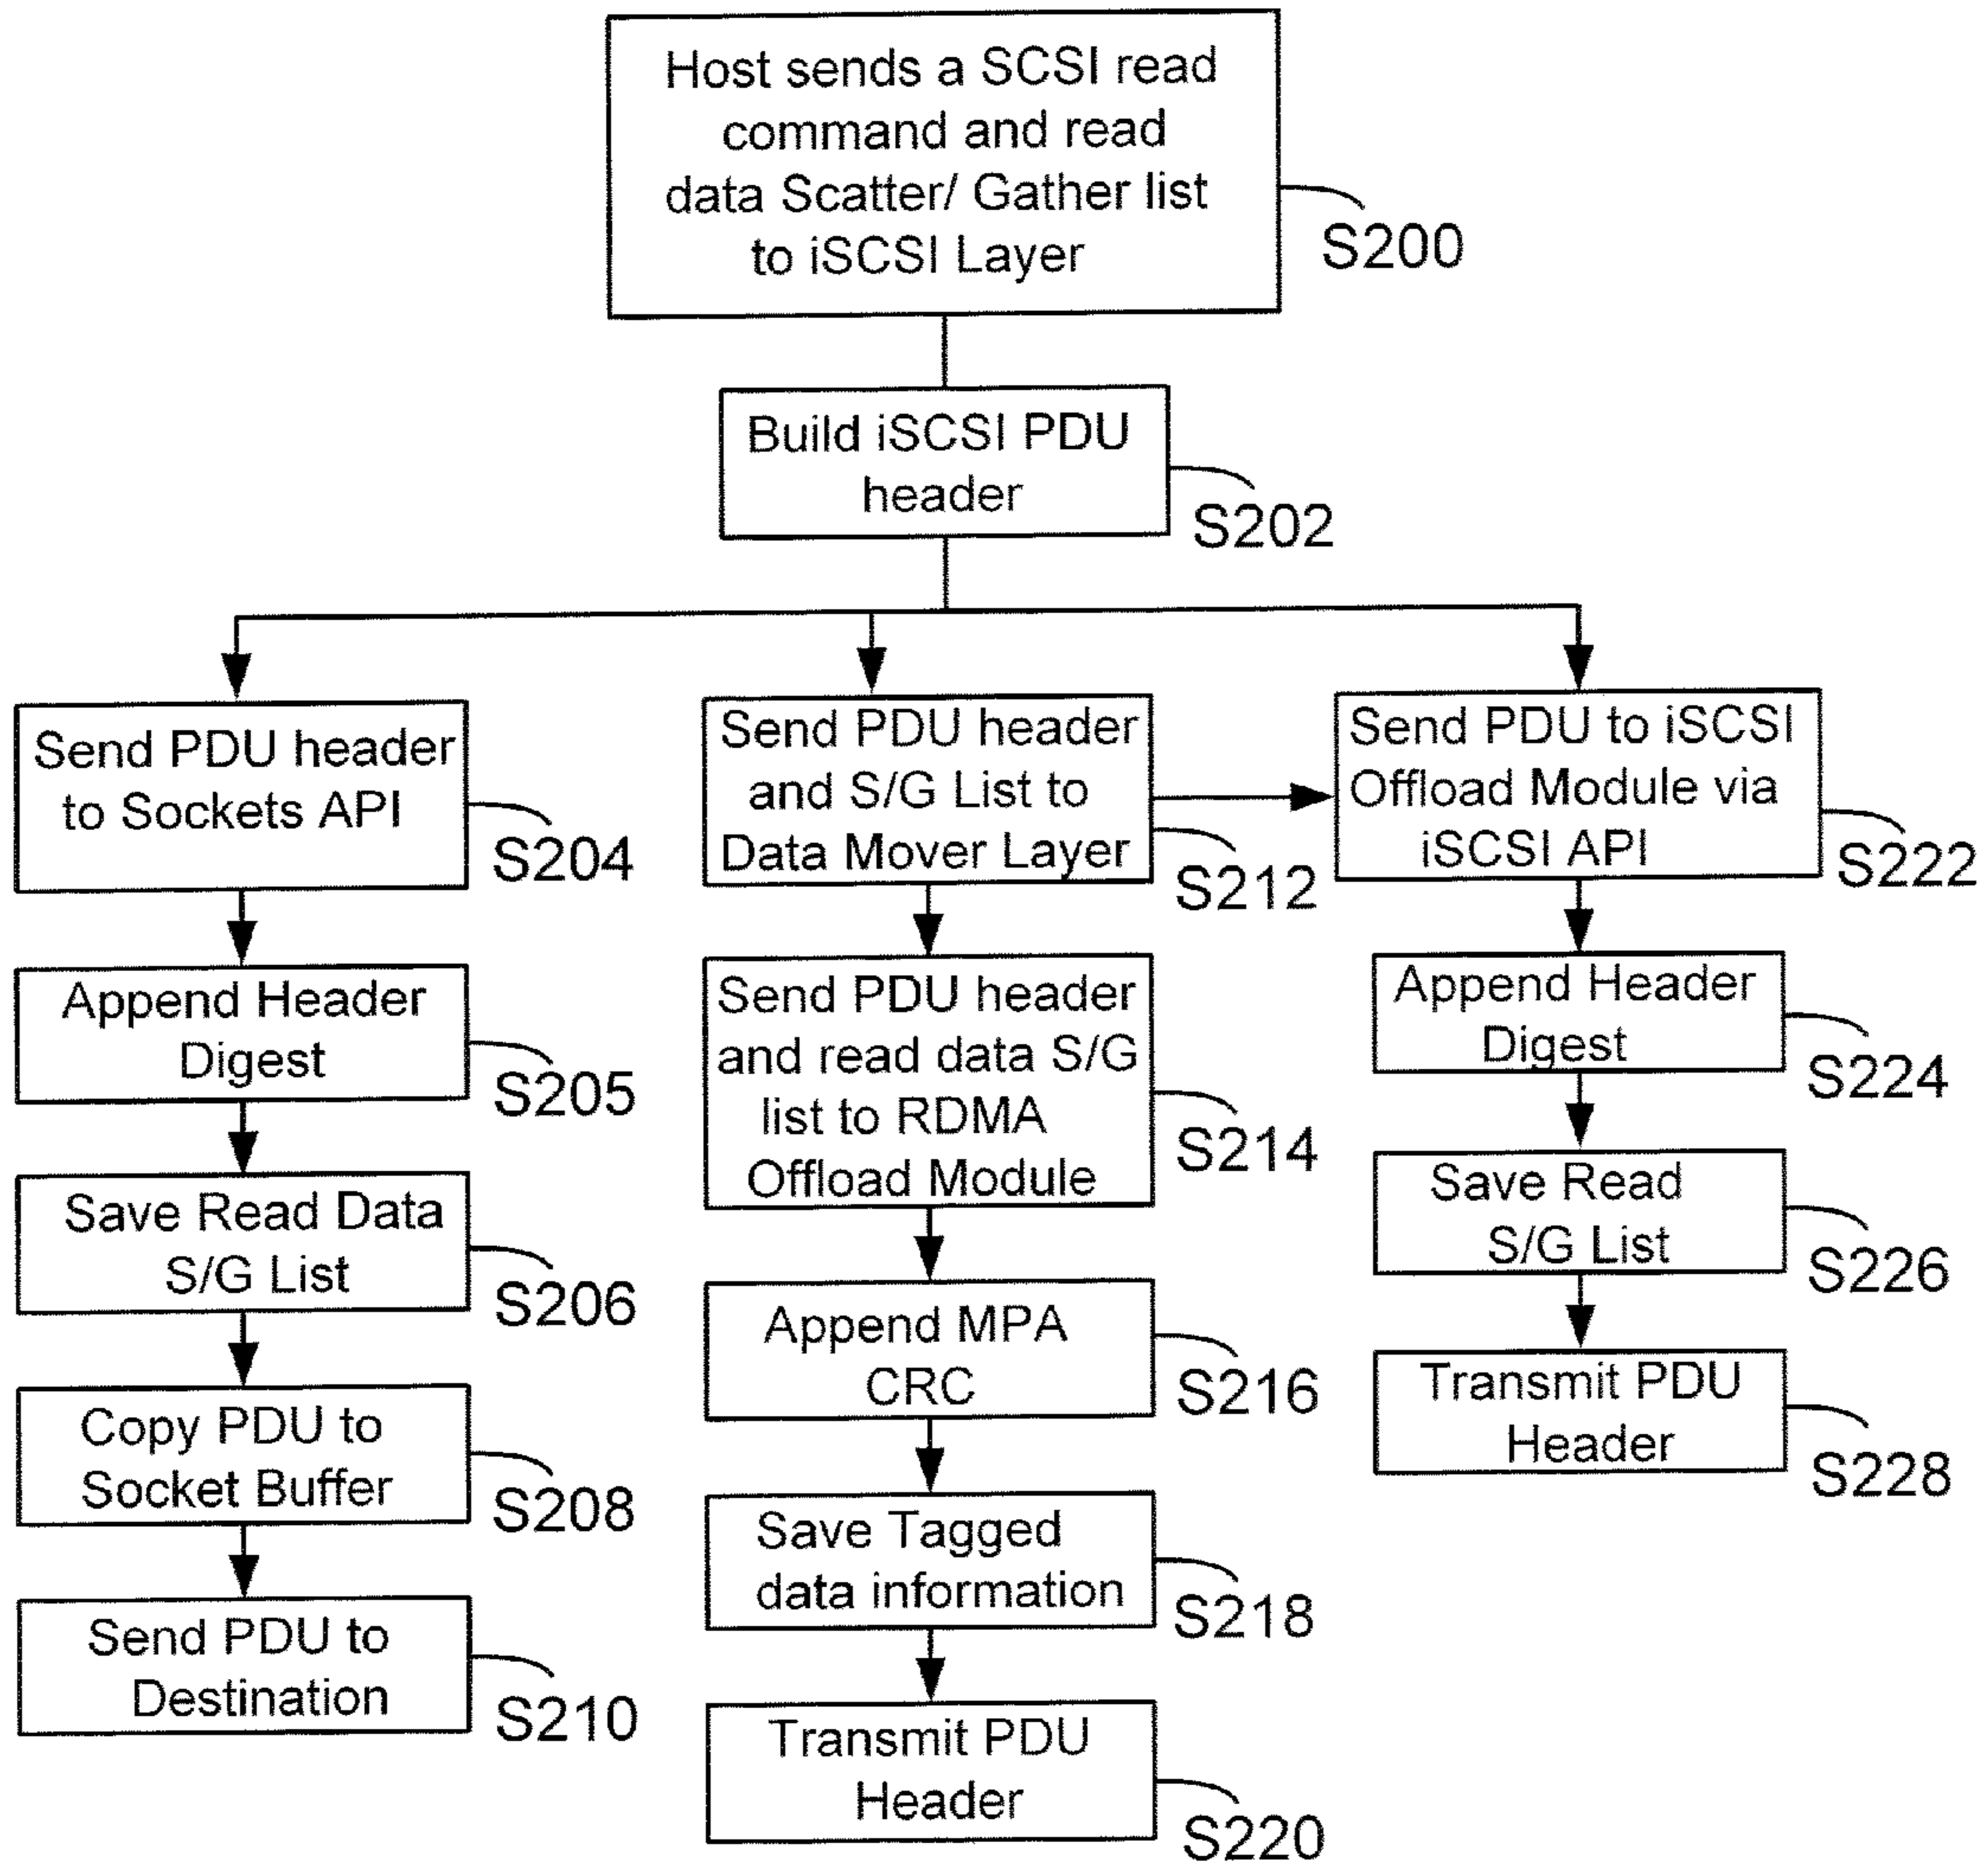 Host sends a SCSI read
command and read
data Scatter/ Gather list
to iSCSI Layer
S200
Build iSCSI PDU
header
S202
Send PDU header
to Sockets API
S204
Append Header
Digest
S205
Save Read Data
S/G List
S206
Copy PDU to
Socket Buffer
S208
Send PDU to
Destination
S210
Send PDU header
and S/G List to
Data Mover Layer
S212
Send PDU header
and read data S/G
list to RDMA
Offload Module
S214
Append MPA
CRC
S216
Save Tagged
data information
S218
Transmit PDU
Header
S220
Send PDU to iSCSI
Offload Module via
iSCSI API
S222
Append Header
Digest
S224
Save Read
S/G List
S226
Transmit PDU
Header
S228